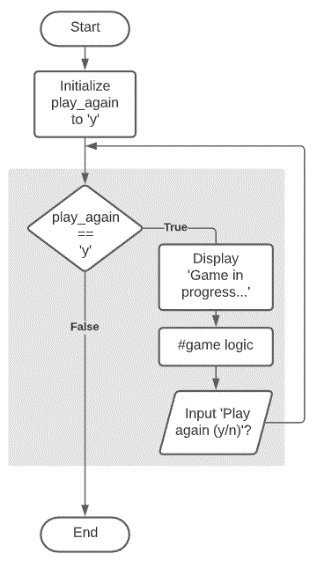 Start
Initialize
play_again
to 'y'
play_again
==
'y'
True
Display
'Game in
progress...'
#game logic
Input 'Play
again (y/n)'?
False
End